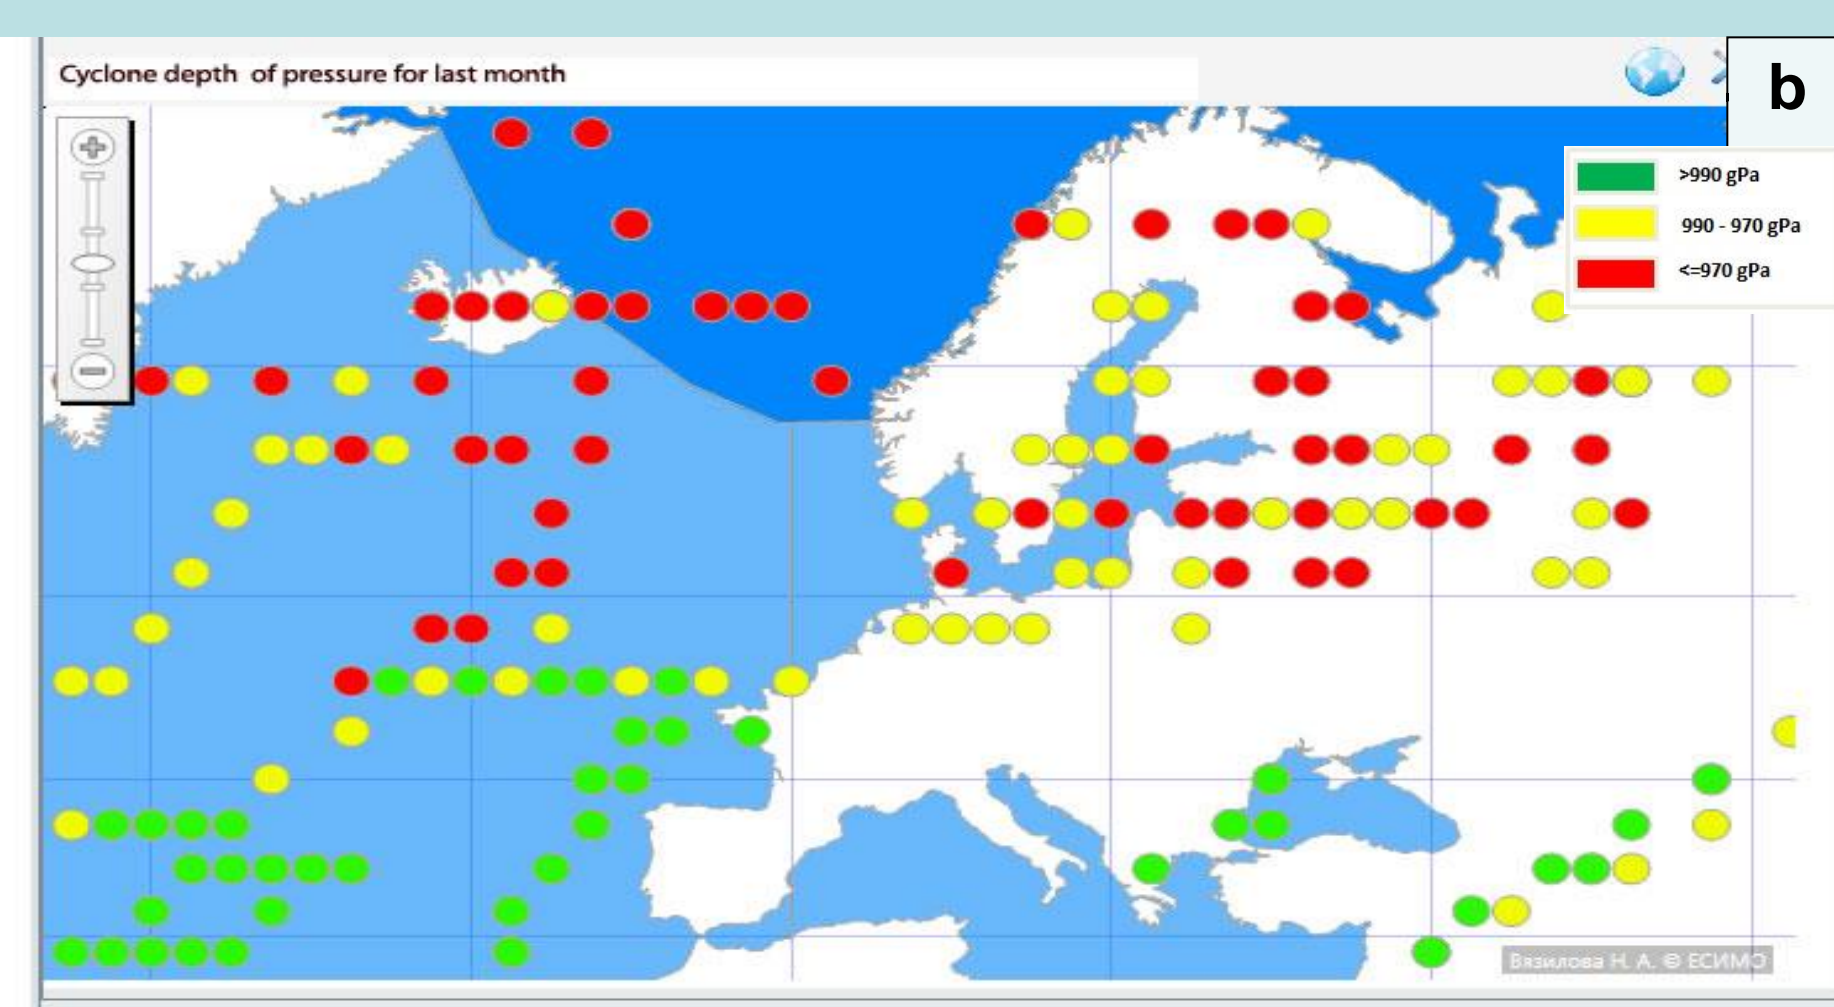 Cyclone depth of pressure for last month
b
>990 gPa
990 - 970 gPa
<=970 gPa
Вязилова Н. А. © ЕСИМО